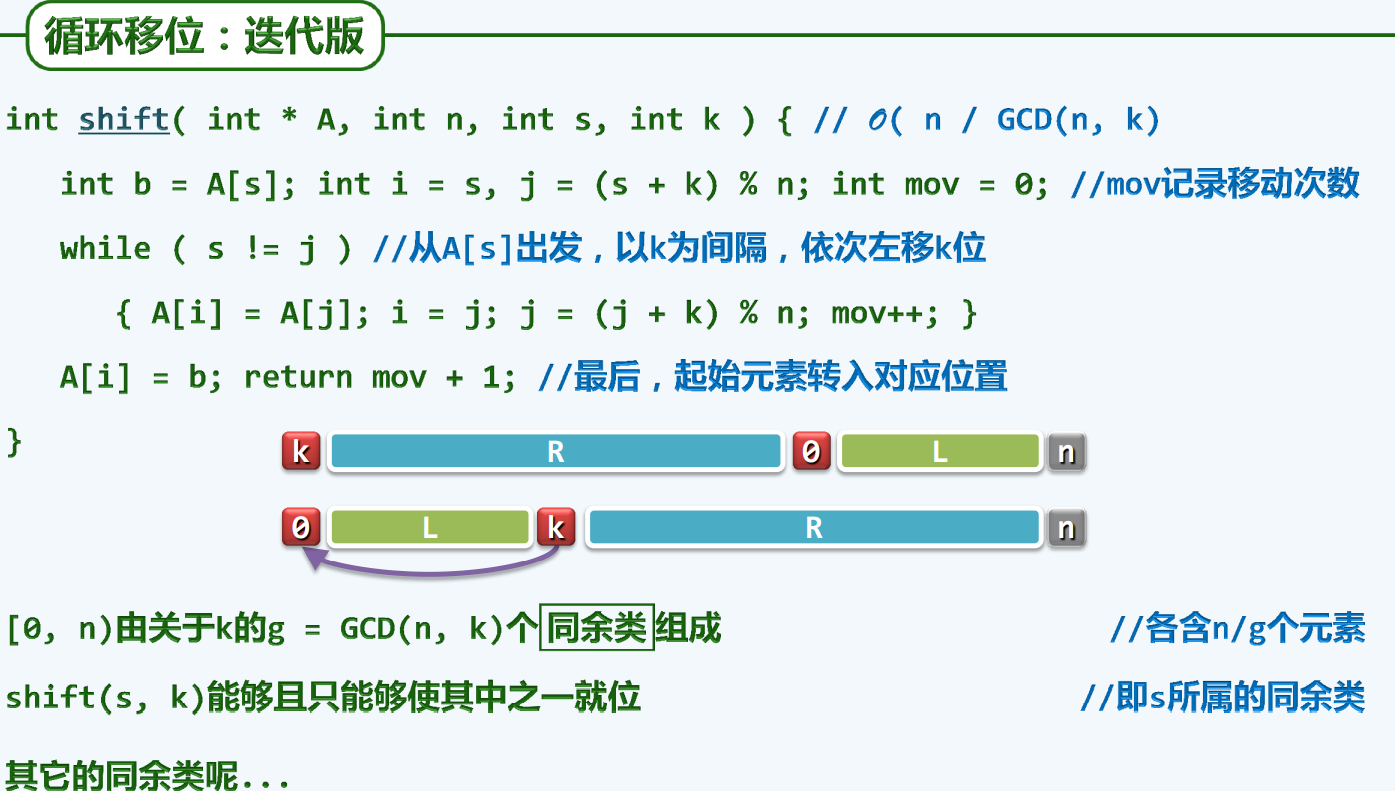 循环移位：迭代版
int shift( int * A, int n, int s, int k ) { // O( n / GCD(n, k)
int b = A[s]; int i = s, j = (s + k) % n; int mov = 0; //mov记录移动次数
while ( s != j ) //从A[s]出发，以k为间隔，依次左移k位
{ A[i] = A[j]; i = j; j = (j + k) % n; mov++; }
A[i] = b; return mov + 1; //最后，起始元素转入对应位置
}
k R 0 L n
0 L k R n
[0, n)由关于k的g = GCD(n, k)个同余类组成 //各含n/g个元素
shift(s, k)能够且只能够使其中之一就位 //即s所属的同余类
其它的同余类呢...